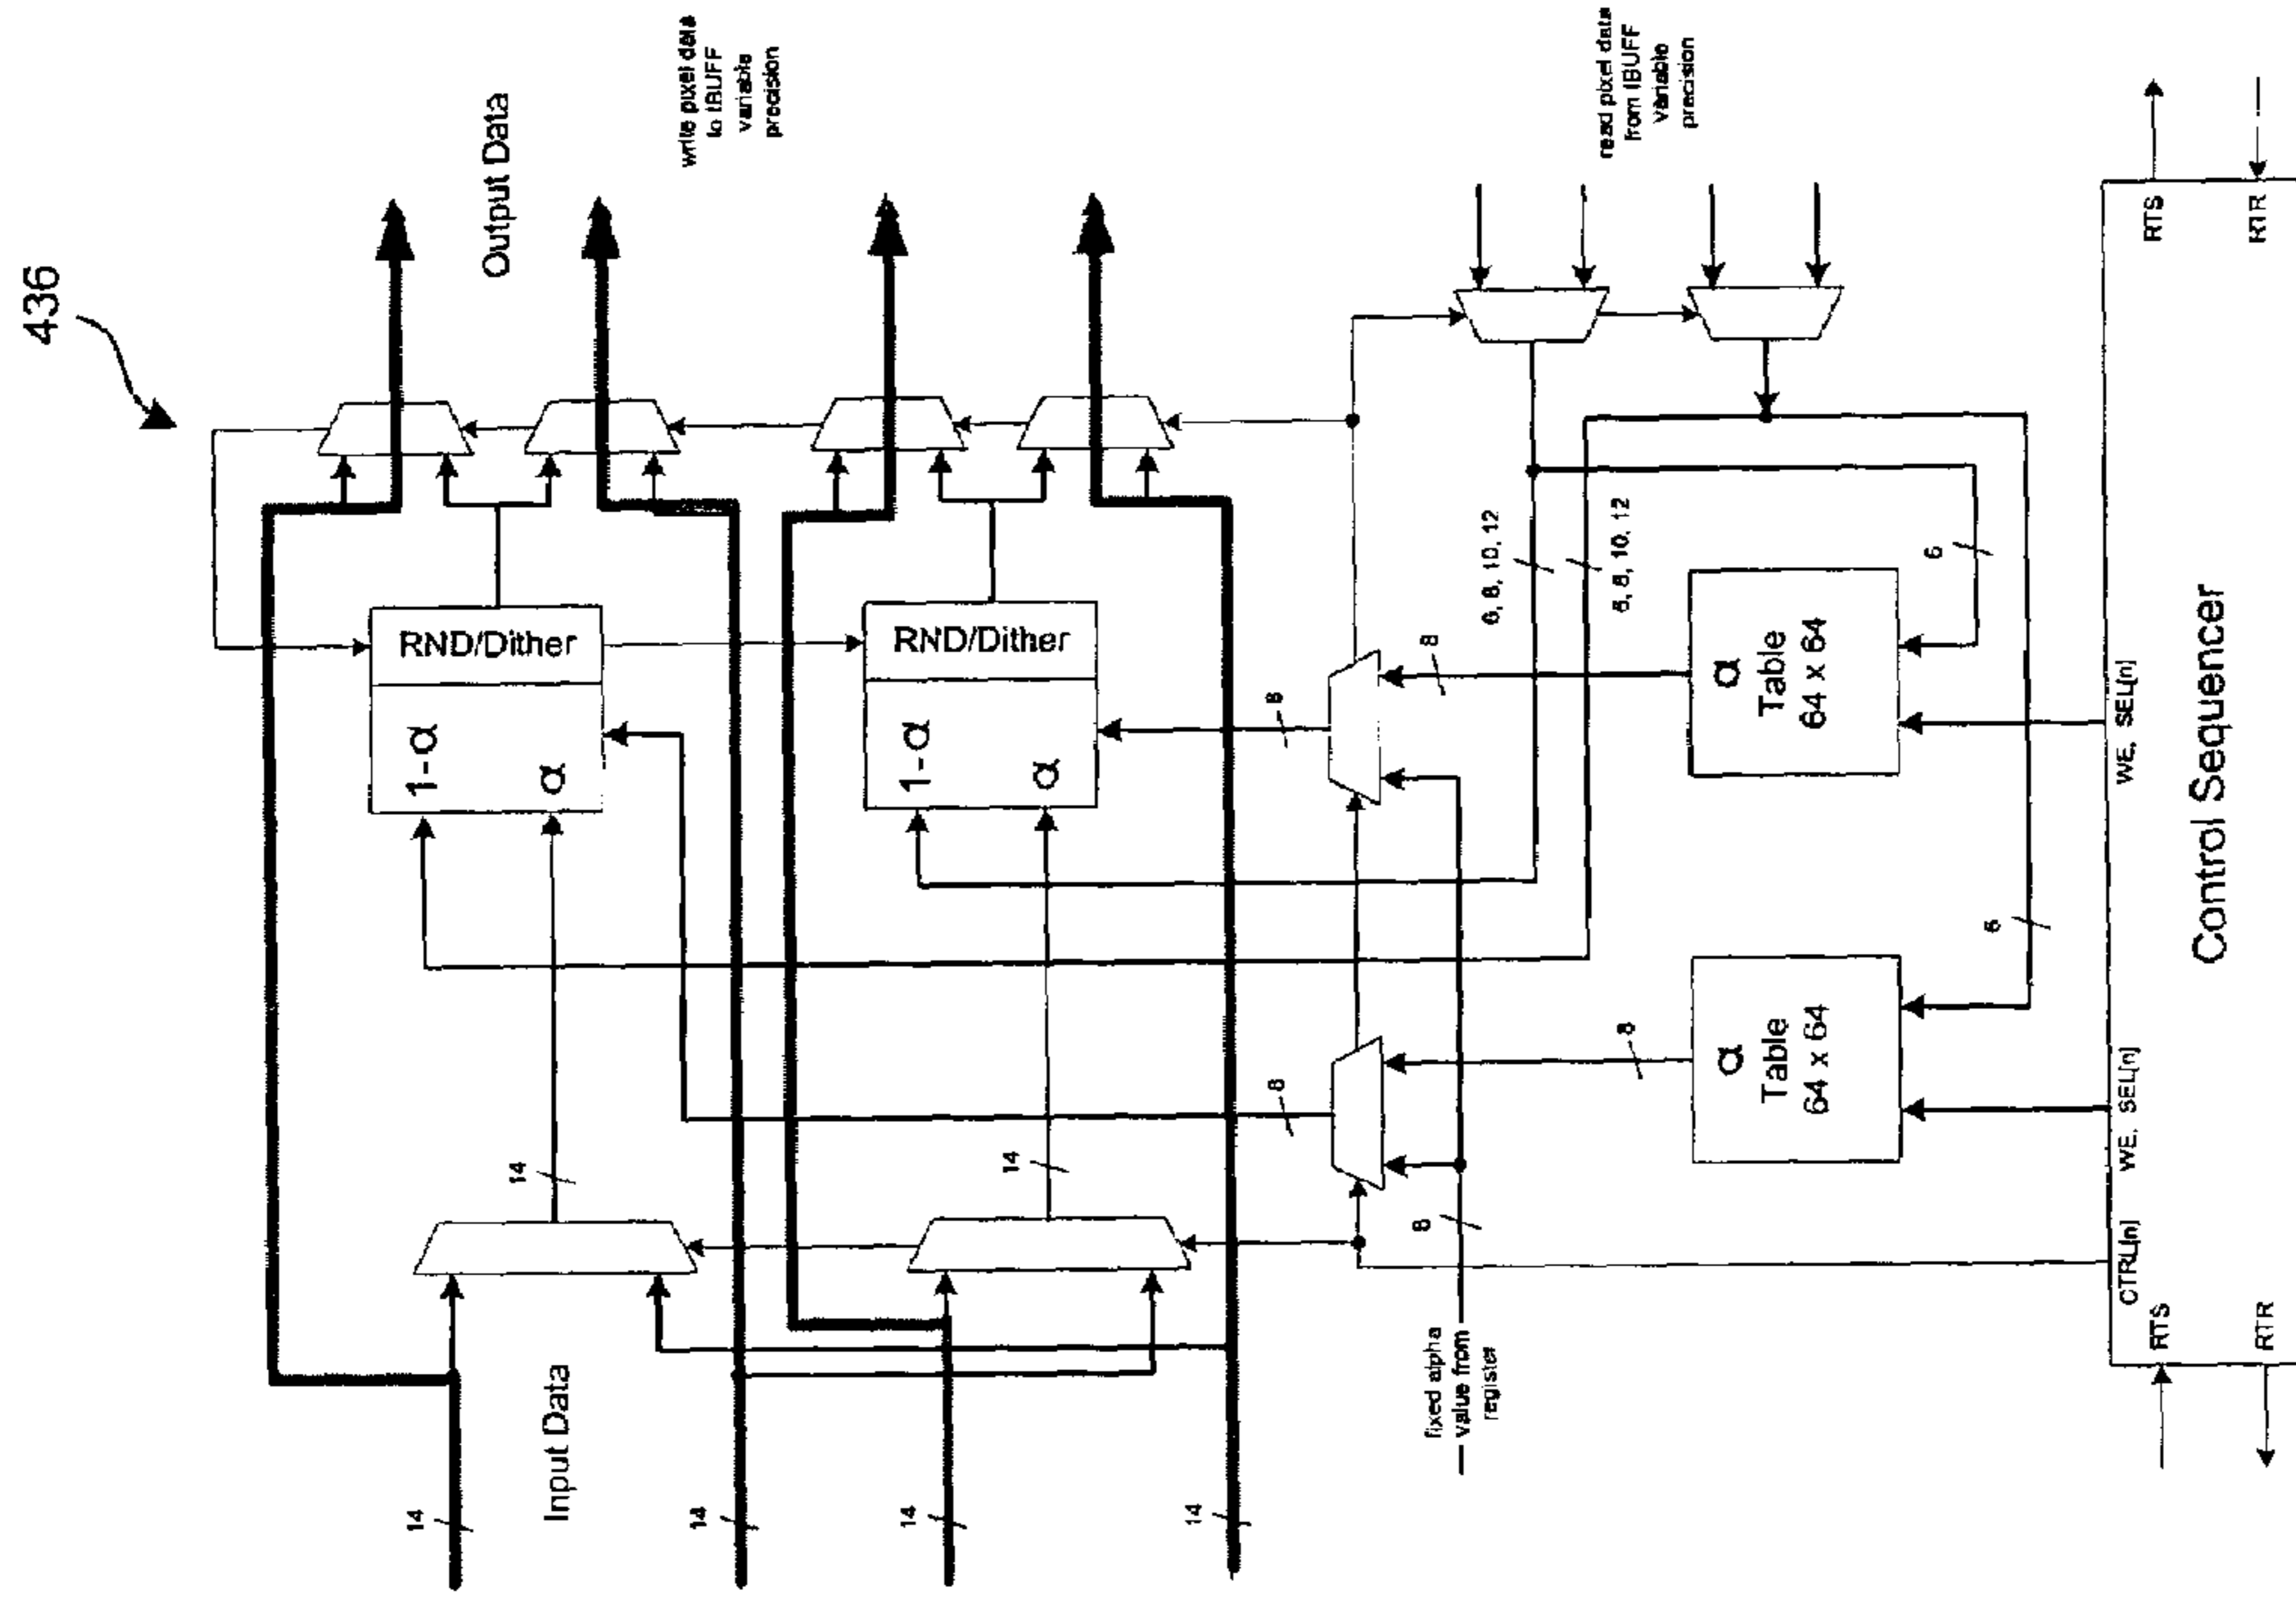 436
Output Data
write pixel data
to IBUFF
variable
precision
RND/Dither
1-α
α
RND/Dither
1-α
α
14
14
Input Data
14
14
14
14
8
8
8
8
8
fixed alpha
value from
register
6, 8, 10, 12
6, 8, 10, 12
read pixel data
from IBUFF
variable
precision
α
Table
64 x 64
α
Table
64 x 64
6
6
RTS
RTR
CTRL[n]
WE, SEL[n]
WE, SEL[n]
RTS
RTR
Control Sequencer